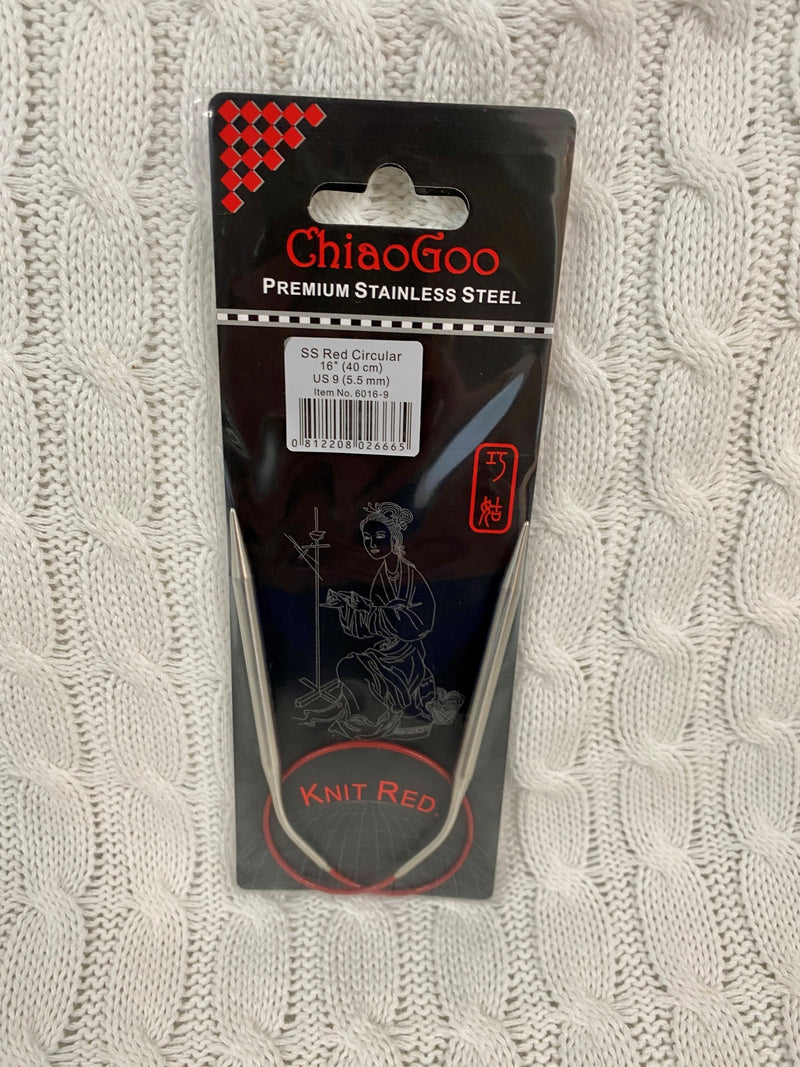 ChiaoGoo
PREMIUM STAINLESS STEEL
SS Red Circular
16" (40 cm)
US 9 (5.5 mm)
Item No. 6016-9
0 812208 026665
巧
姑
KNIT RED